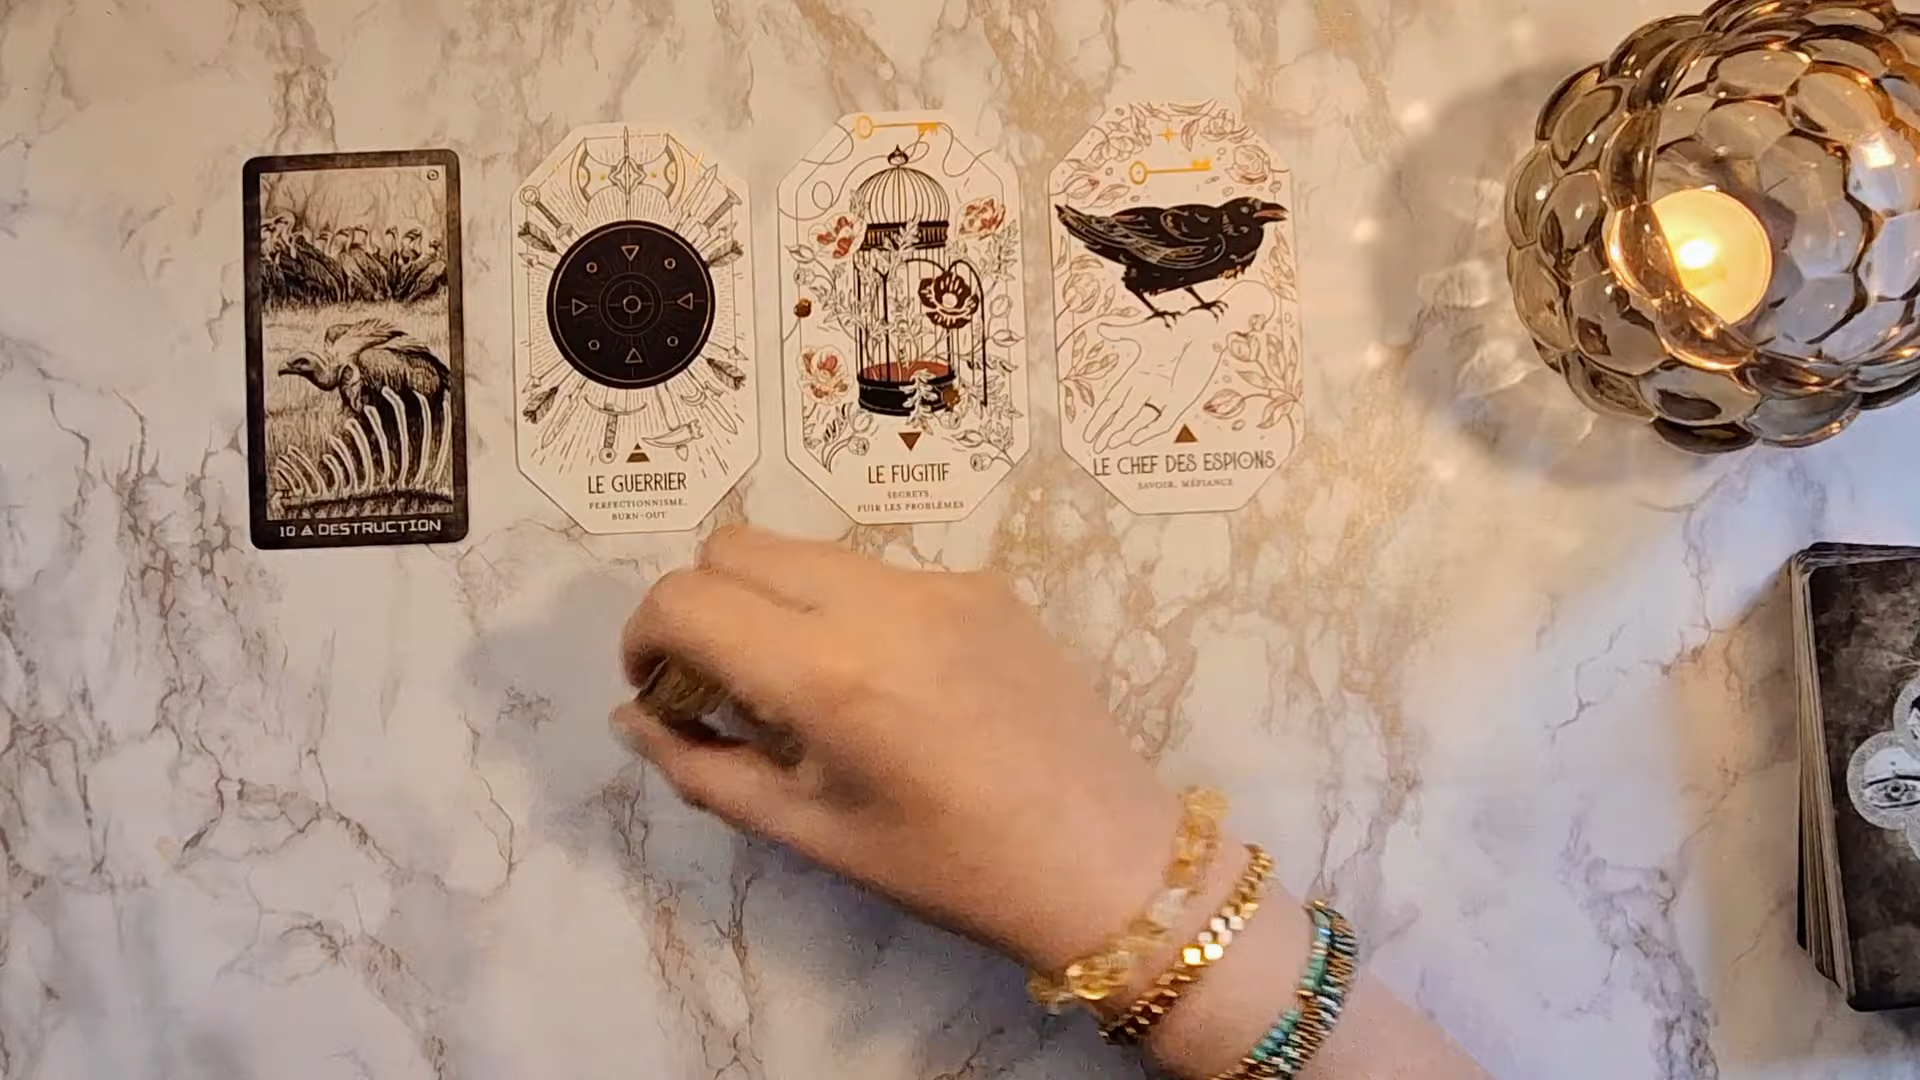 10 🜁 DESTRUCTION
LE GUERRIER
PERFECTIONNISME,
BURN-OUT
LE FUGITIF
SECRETS,
FUIR LES PROBLÈMES
LE CHEF DES ESPIONS
SAVOIR, MÉFIANCE